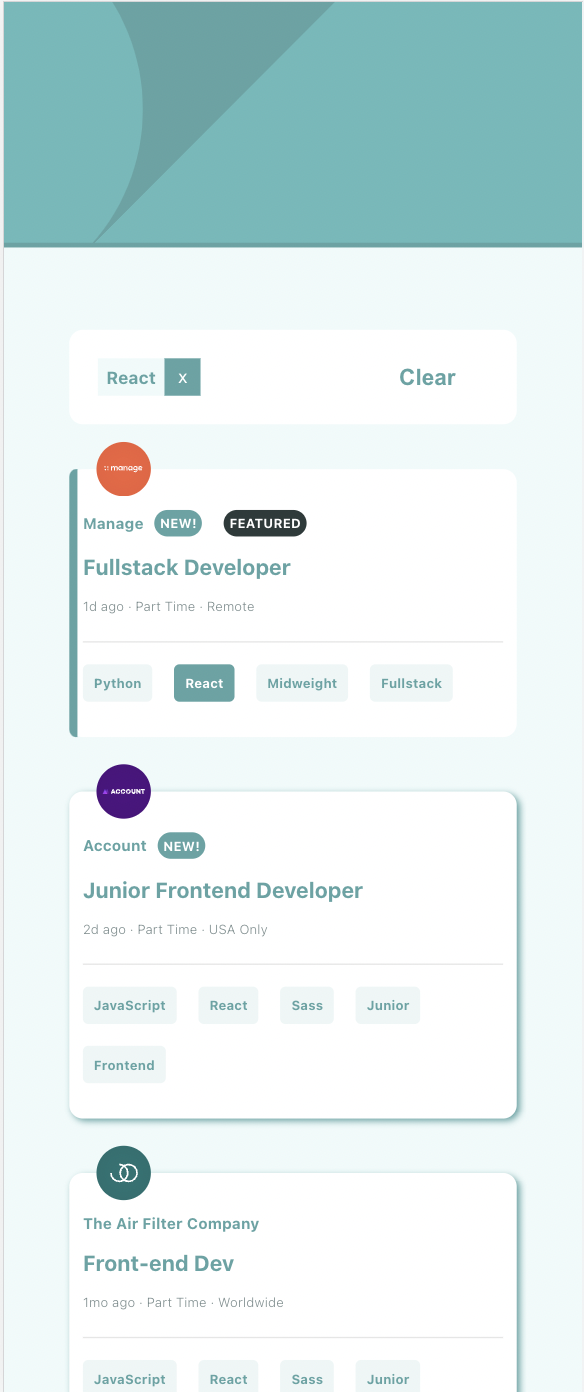 React x Clear
manage
Manage NEW! FEATURED
Fullstack Developer
1d ago · Part Time · Remote
Python React Midweight Fullstack
ACCOUNT
Account NEW!
Junior Frontend Developer
2d ago · Part Time · USA Only
JavaScript React Sass Junior
Frontend
The Air Filter Company
Front-end Dev
1mo ago · Part Time · Worldwide
JavaScript React Sass Junior